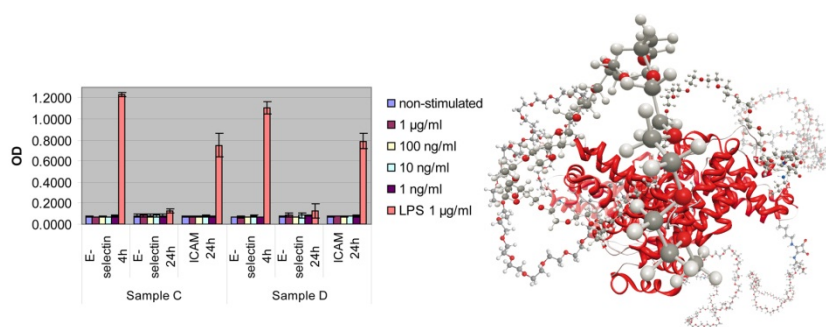 1.2000
1.0000
0.8000
0.6000
0.4000
0.2000
0.0000
OD
E-
selectin
4h
E-
selectin
24h
ICAM
24h
E-
selectin
4h
E-
selectin
24h
ICAM
24h
Sample C
Sample D
non-stimulated
1 µg/ml
100 ng/ml
10 ng/ml
1 ng/ml
LPS 1 µg/ml